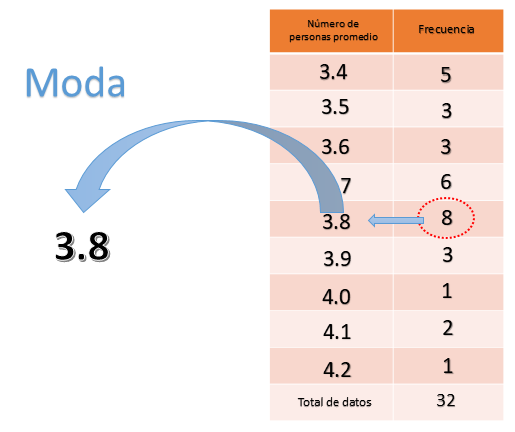 Moda
3.8
Número de
personas promedio
Frecuencia
3.4 5
3.5 3
3.6 3
7 6
3.8 8
3.9 3
4.0 1
4.1 2
4.2 1
Total de datos 32